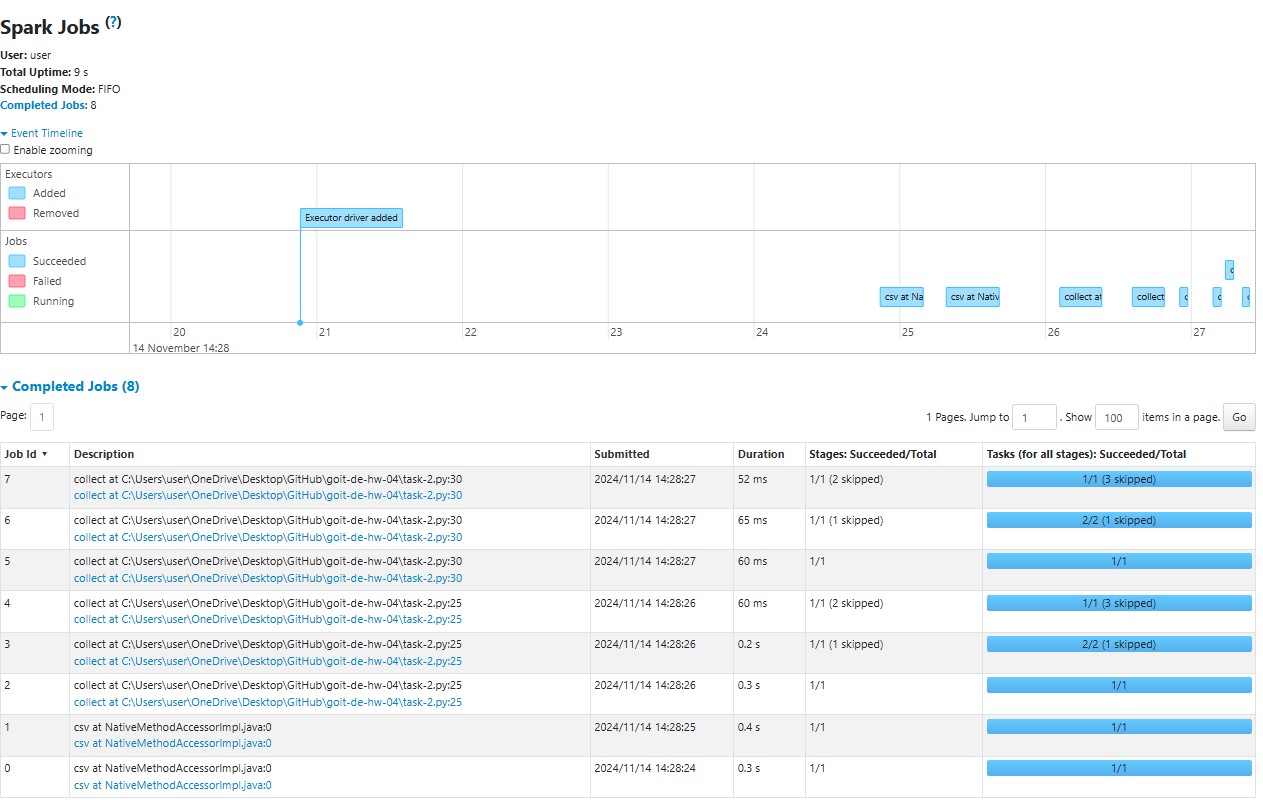 Spark Jobs (?)
User: user
Total Uptime: 9 s
Scheduling Mode: FIFO
Completed Jobs: 8
Event Timeline
Enable zooming
Executors
Added
Removed
Executor driver added
Jobs
Succeeded
Failed
Running
csv at Na
csv at Nativ
collect at
collect
c
c
c
c
20 21 22 23 24 25 26 27
14 November 14:28
Completed Jobs (8)
Page: 1
1 Pages. Jump to 1 . Show 100 items in a page. Go
Job Id ▾ Description Submitted Duration Stages: Succeeded/Total Tasks (for all stages): Succeeded/Total
7 collect at C:\Users\user\OneDrive\Desktop\GitHub\goit-de-hw-04\task-2.py:30 2024/11/14 14:28:27 52 ms 1/1 (2 skipped) 1/1 (3 skipped)
collect at C:\Users\user\OneDrive\Desktop\GitHub\goit-de-hw-04\task-2.py:30
6 collect at C:\Users\user\OneDrive\Desktop\GitHub\goit-de-hw-04\task-2.py:30 2024/11/14 14:28:27 65 ms 1/1 (1 skipped) 2/2 (1 skipped)
collect at C:\Users\user\OneDrive\Desktop\GitHub\goit-de-hw-04\task-2.py:30
5 collect at C:\Users\user\OneDrive\Desktop\GitHub\goit-de-hw-04\task-2.py:30 2024/11/14 14:28:27 60 ms 1/1 1/1
collect at C:\Users\user\OneDrive\Desktop\GitHub\goit-de-hw-04\task-2.py:30
4 collect at C:\Users\user\OneDrive\Desktop\GitHub\goit-de-hw-04\task-2.py:25 2024/11/14 14:28:26 60 ms 1/1 (2 skipped) 1/1 (3 skipped)
collect at C:\Users\user\OneDrive\Desktop\GitHub\goit-de-hw-04\task-2.py:25
3 collect at C:\Users\user\OneDrive\Desktop\GitHub\goit-de-hw-04\task-2.py:25 2024/11/14 14:28:26 0.2 s 1/1 (1 skipped) 2/2 (1 skipped)
collect at C:\Users\user\OneDrive\Desktop\GitHub\goit-de-hw-04\task-2.py:25
2 collect at C:\Users\user\OneDrive\Desktop\GitHub\goit-de-hw-04\task-2.py:25 2024/11/14 14:28:26 0.3 s 1/1 1/1
collect at C:\Users\user\OneDrive\Desktop\GitHub\goit-de-hw-04\task-2.py:25
1 csv at NativeMethodAccessorImpl.java:0 2024/11/14 14:28:25 0.4 s 1/1 1/1
csv at NativeMethodAccessorImpl.java:0
0 csv at NativeMethodAccessorImpl.java:0 2024/11/14 14:28:24 0.3 s 1/1 1/1
csv at NativeMethodAccessorImpl.java:0